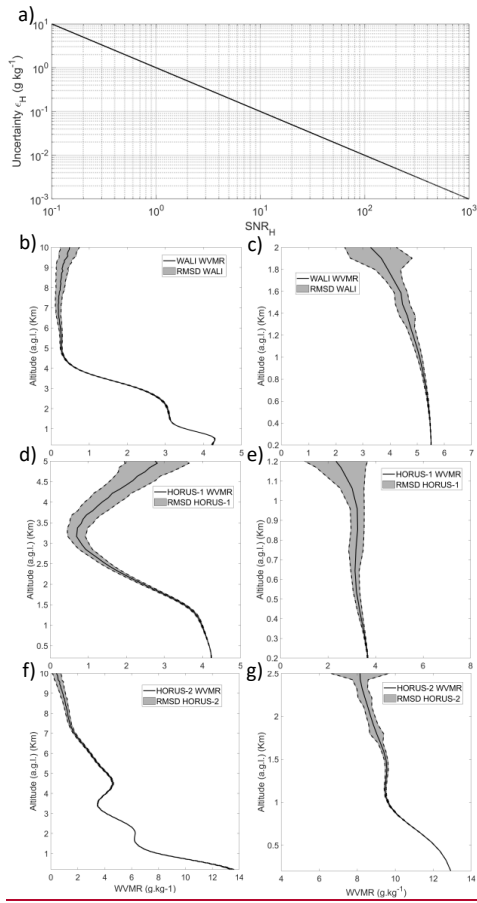 a)
10¹
10⁰
10⁻¹
10⁻²
10⁻³
Uncertainty ϵ_H (g kg⁻¹)
10⁻¹ 10⁰ 10¹ 10² 10³
SNR_H
b)
10
9
8
7
6
5
4
3
2
1
Altitude (a.g.l.) (Km)
WALI WVMR
RMSD WALI
0 1 2 3 4 5
c)
2
1.8
1.6
1.4
1.2
1
0.8
0.6
0.4
0.2
Altitude (a.g.l.) (Km)
WALI WVMR
RMSD WALI
0 1 2 3 4 5 6 7
d)
5
4.5
4
3.5
3
2.5
2
1.5
1
0.5
Altitude (a.g.l.) (Km)
HORUS-1 WVMR
RMSD HORUS-1
0 1 2 3 4 5
e)
1.2
1.1
1
0.9
0.8
0.7
0.6
0.5
0.4
0.3
0.2
Altitude (a.g.l.) (Km)
HORUS-1 WVMR
RMSD HORUS-1
0 2 4 6 8
f)
10
9
8
7
6
5
4
3
2
1
Altitude (a.g.l.) (Km)
HORUS-2 WVMR
RMSD HORUS-2
0 2 4 6 8 10 12 14
WVMR (g.kg-1)
g)
2.5
2
1.5
1
0.5
Altitude (a.g.l.) (Km)
HORUS-2 WVMR
RMSD HORUS-2
4 6 8 10 12 14
WVMR (g.kg⁻¹)